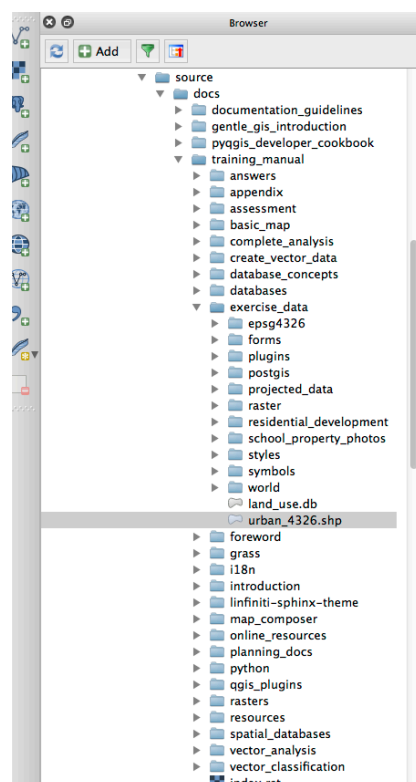 Browser
Add
source
docs
documentation_guidelines
gentle_gis_introduction
pyqgis_developer_cookbook
training_manual
answers
appendix
assessment
basic_map
complete_analysis
create_vector_data
database_concepts
databases
exercise_data
epsg4326
forms
plugins
postgis
projected_data
raster
residential_development
school_property_photos
styles
symbols
world
land_use.db
urban_4326.shp
foreword
grass
i18n
introduction
linfiniti-sphinx-theme
map_composer
online_resources
planning_docs
python
qgis_plugins
rasters
resources
spatial_databases
vector_analysis
vector_classification
index.rst